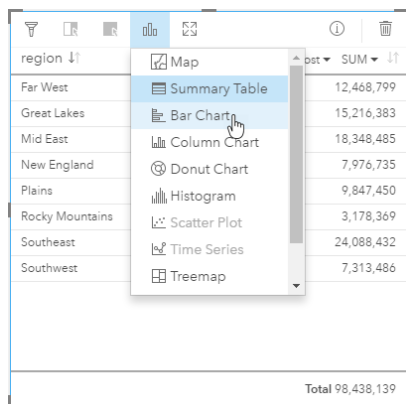 region
ost SUM
Far West 12,468,799
Great Lakes 15,216,383
Mid East 18,348,485
New England 7,976,735
Plains 9,847,450
Rocky Mountains 3,178,369
Southeast 24,088,432
Southwest 7,313,486
Map
Summary Table
Bar Chart
Column Chart
Donut Chart
Histogram
Scatter Plot
Time Series
Treemap
Total 98,438,139